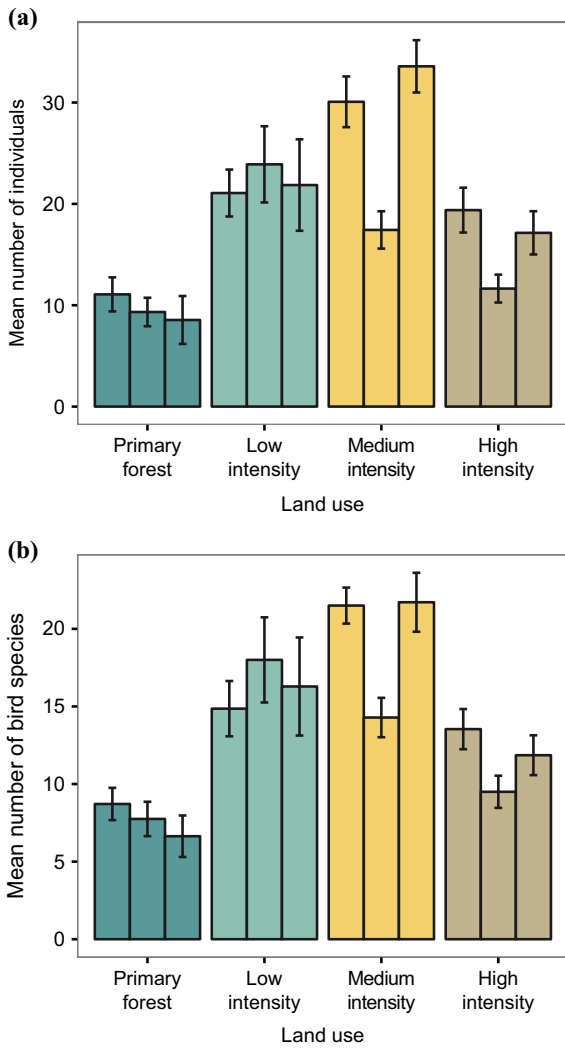 (a)
Mean number of individuals
30
20
10
0
Primary forest
Low intensity
Medium intensity
High intensity
Land use
(b)
Mean number of bird species
20
15
10
5
0
Primary forest
Low intensity
Medium intensity
High intensity
Land use